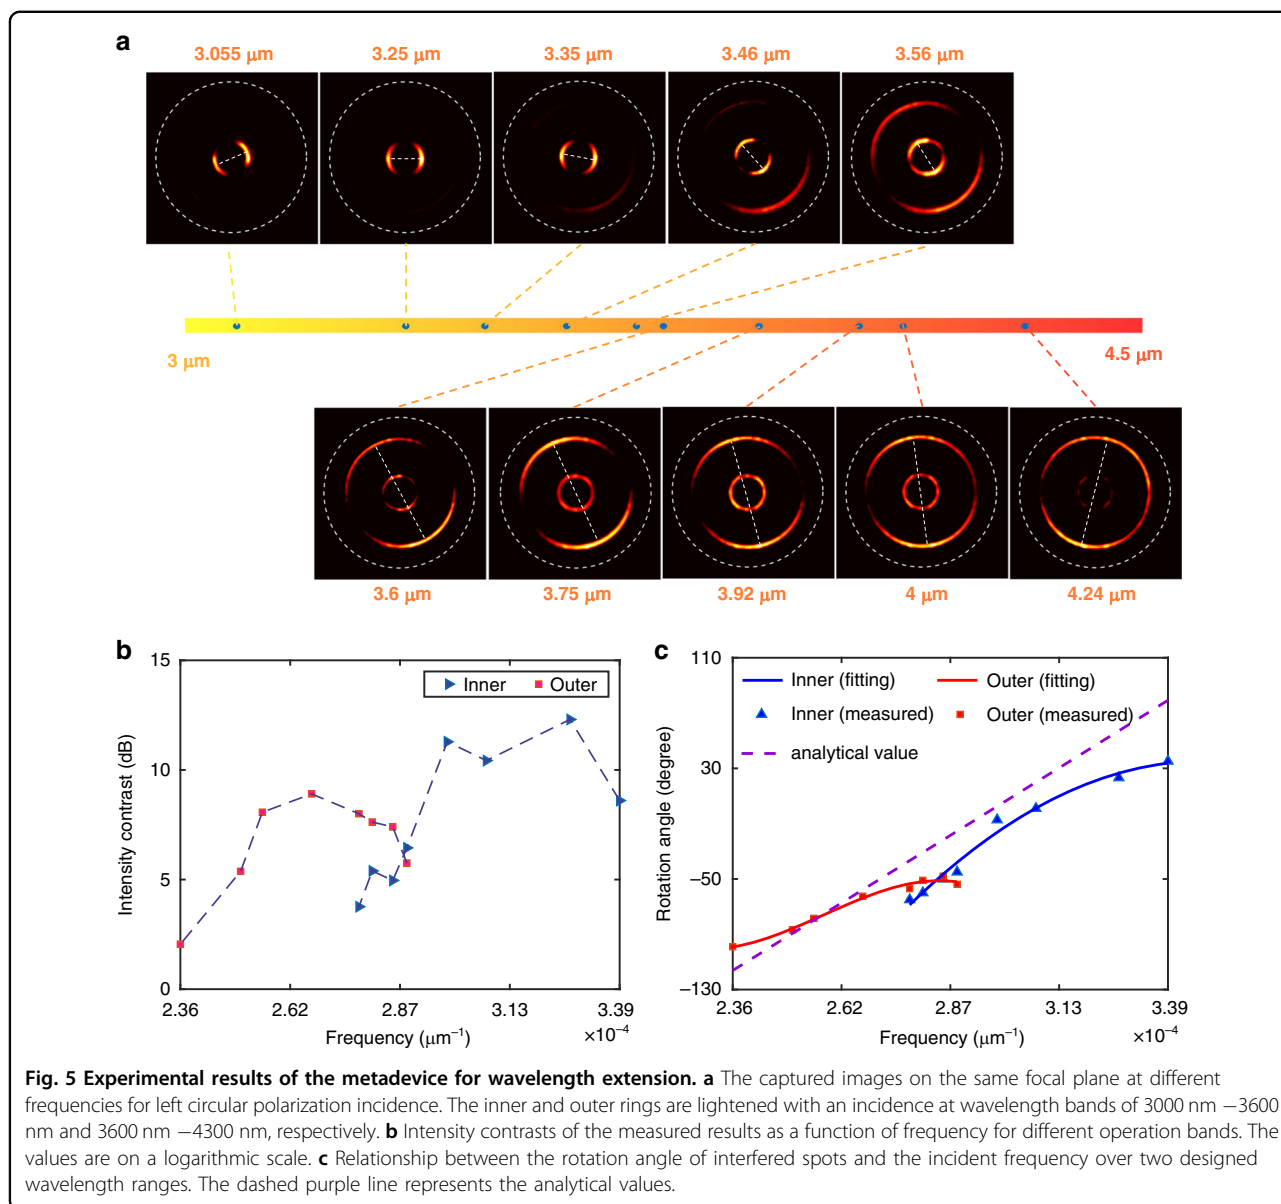 a
3.055 μm 3.25 μm 3.35 μm 3.46 μm 3.56 μm
3 μm 4.5 μm
3.6 μm 3.75 μm 3.92 μm 4 μm 4.24 μm
b
15
10
5
0
Intensity contrast (dB)
Inner Outer
2.36 2.62 2.87 3.13 3.39
Frequency (μm⁻¹) ×10⁻⁴
c
110
30
−50
−130
Rotation angle (degree)
Inner (fitting) Outer (fitting)
Inner (measured) Outer (measured)
analytical value
2.36 2.62 2.87 3.13 3.39
Frequency (μm⁻¹) ×10⁻⁴
Fig. 5 Experimental results of the metadevice for wavelength extension. a The captured images on the same focal plane at different
frequencies for left circular polarization incidence. The inner and outer rings are lightened with an incidence at wavelength bands of 3000 nm −3600
nm and 3600 nm −4300 nm, respectively. b Intensity contrasts of the measured results as a function of frequency for different operation bands. The
values are on a logarithmic scale. c Relationship between the rotation angle of interfered spots and the incident frequency over two designed
wavelength ranges. The dashed purple line represents the analytical values.